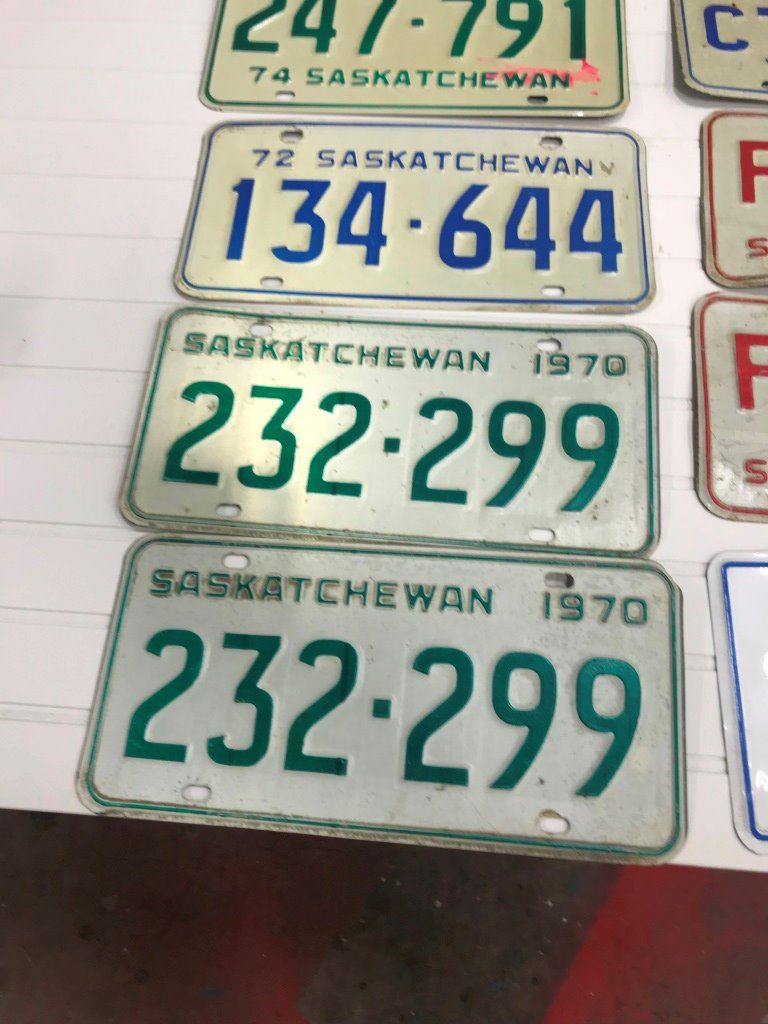 247·791
74 SASKATCHEWAN
72 SASKATCHEWAN
134·644
SASKATCHEWAN 1970
232·299
SASKATCHEWAN 1970
232·299
C